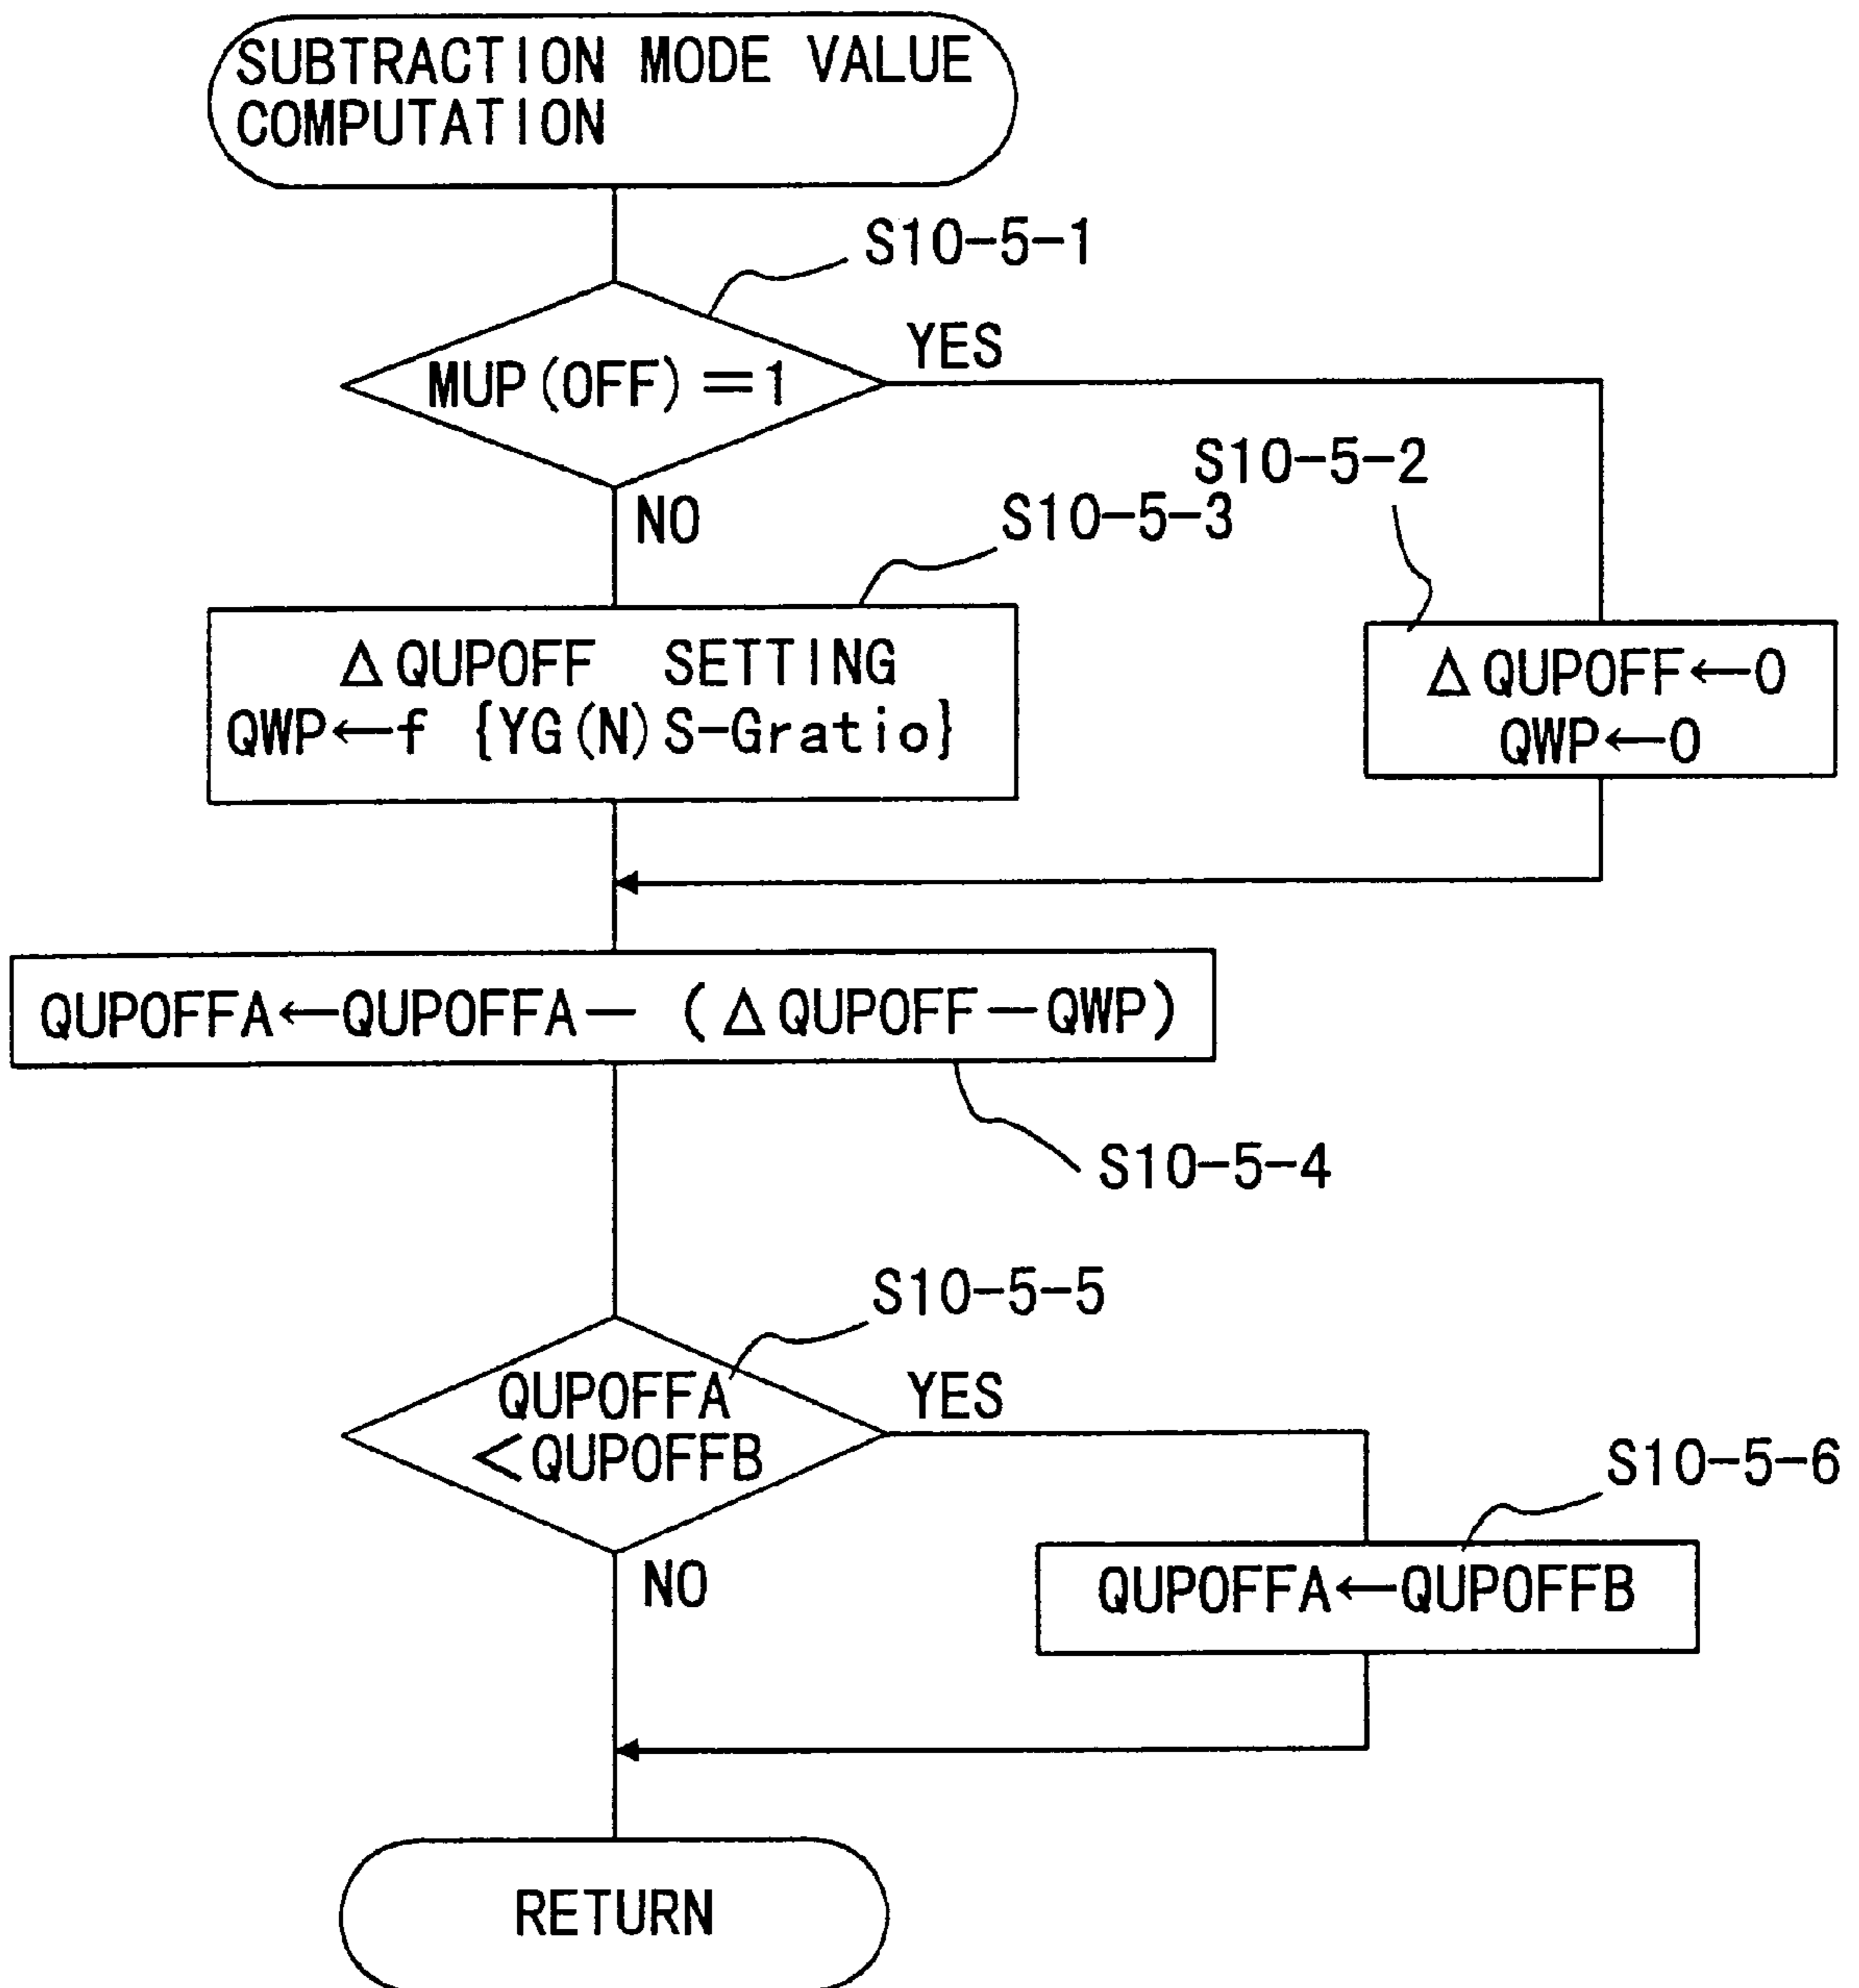 SUBTRACTION MODE VALUE
COMPUTATION
S10-5-1
MUP(OFF)=1
YES
S10-5-2
NO
S10-5-3
ΔQUPOFF SETTING
QWP←f {YG(N)S-Gratio}
ΔQUPOFF←0
QWP←0
QUPOFFA←QUPOFFA-(ΔQUPOFF-QWP)
S10-5-4
S10-5-5
QUPOFFA
<QUPOFFB
YES
S10-5-6
NO
QUPOFFA←QUPOFFB
RETURN